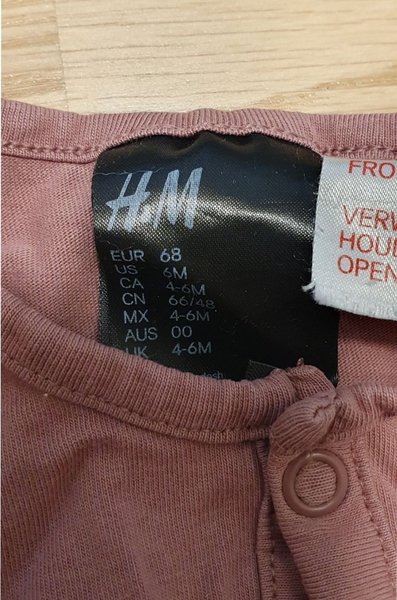 H&M
EUR 68
US 6M
CA 4-6M
CN 66/48
MX 4-6M
AUS 00
UK 4-6M
FRO
VERW
HOU
OPEN